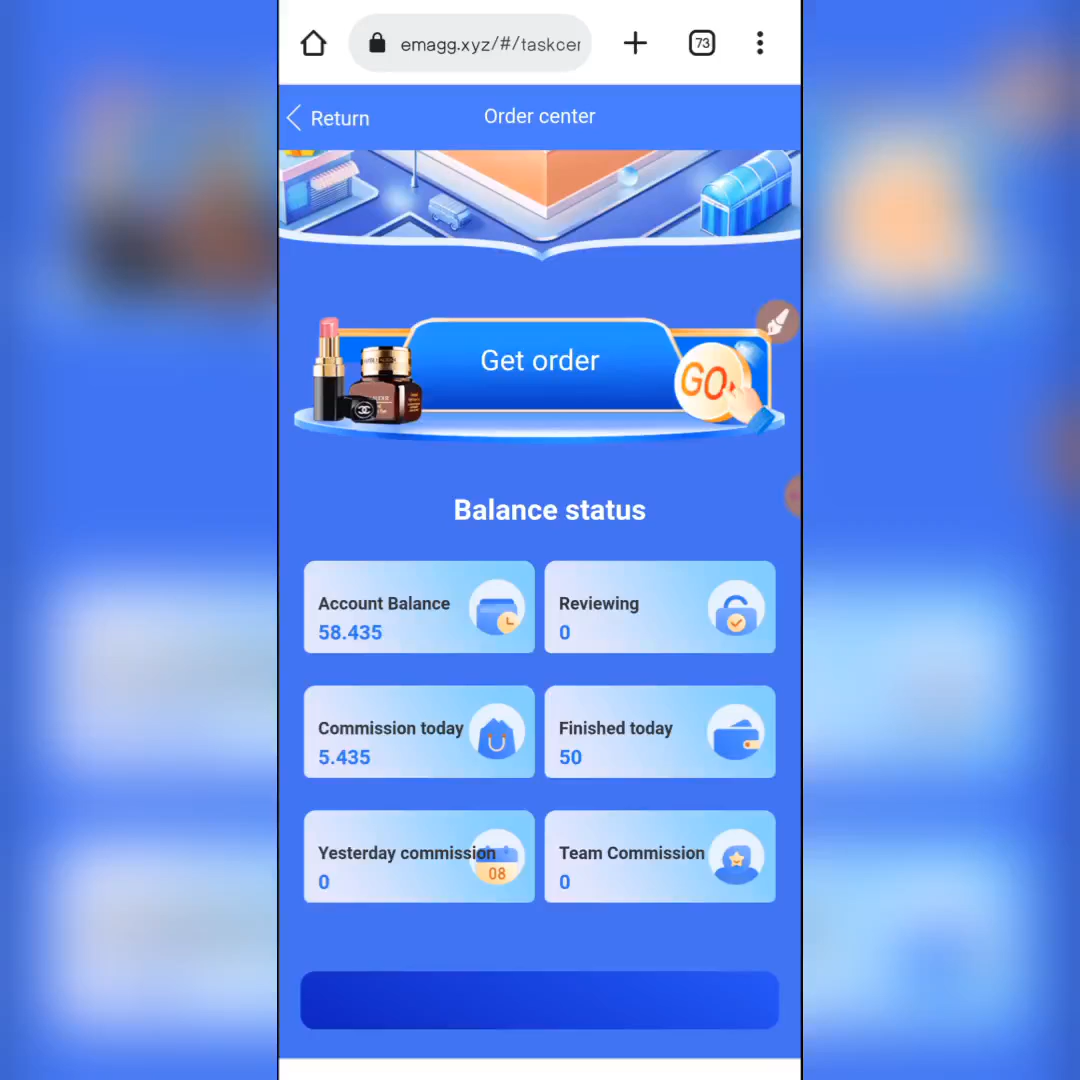 emagg.xyz/#/taskcer
73
Return
Order center
Get order
GO
Balance status
Account Balance
58.435
Reviewing
0
Commission today
5.435
Finished today
50
Yesterday commission
0
08
Team Commission
0